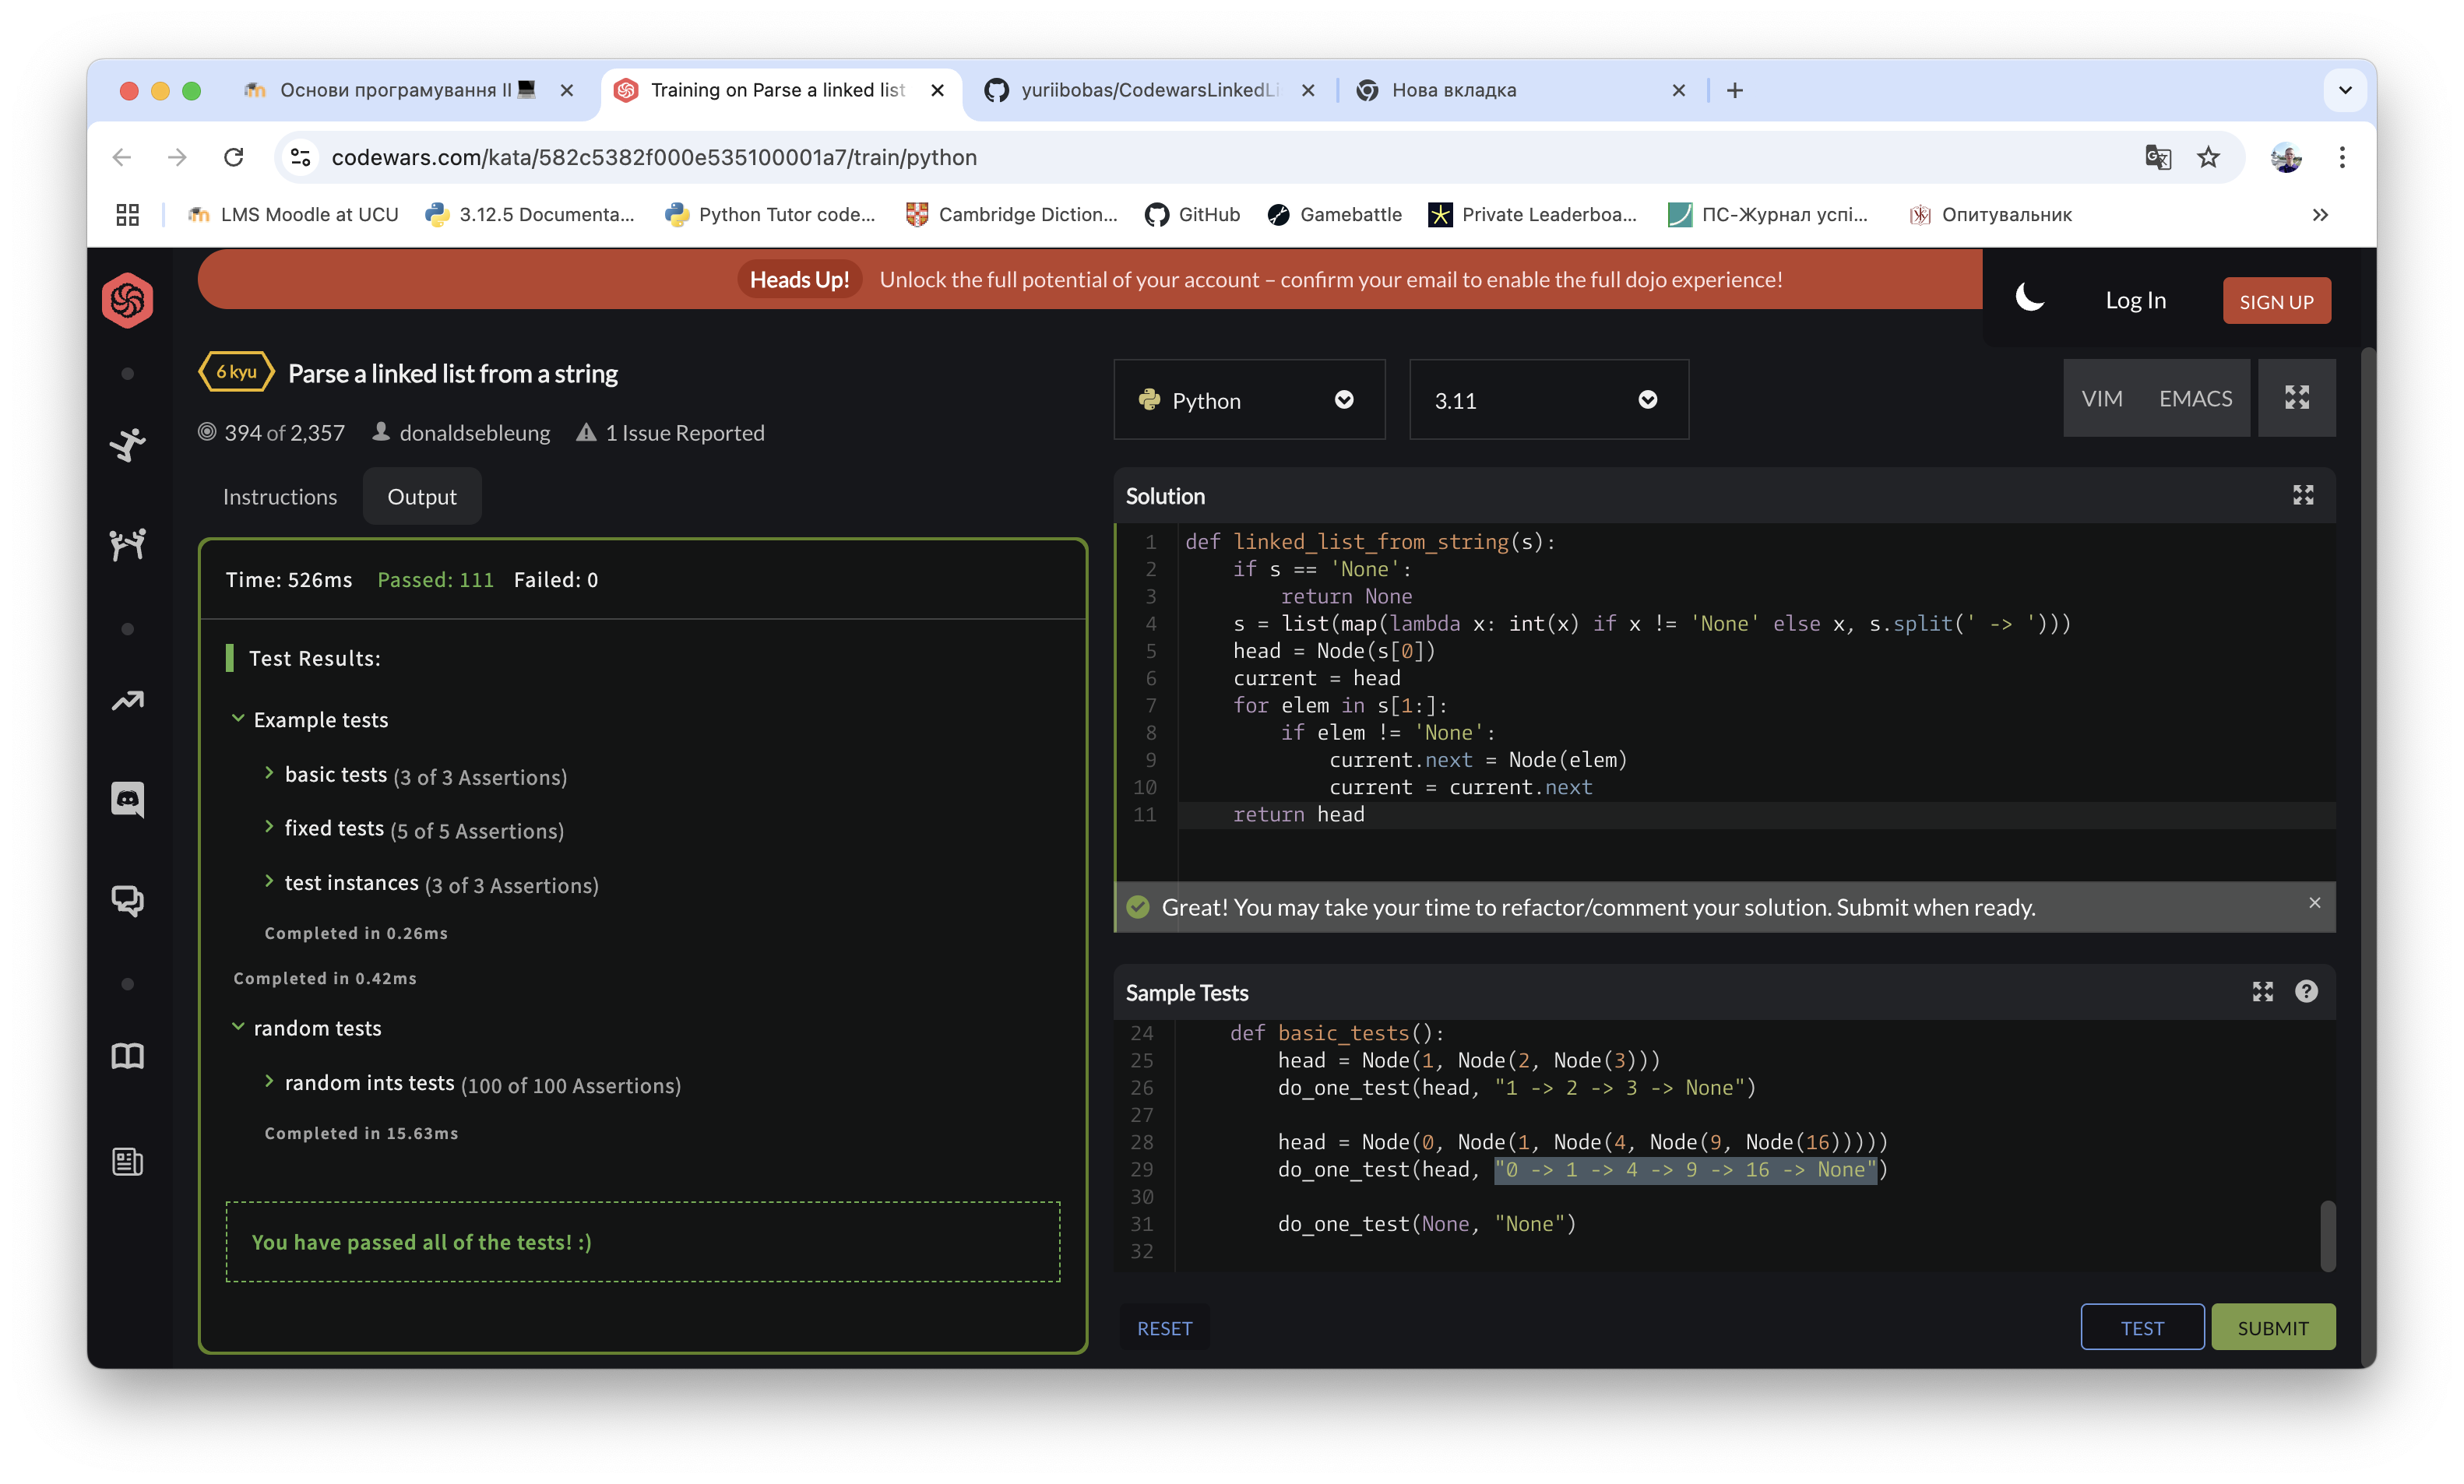 Основи програмування ІІ
Training on Parse a linked list
yuriibobas/CodewarsLinkedLi
Нова вкладка
codewars.com/kata/582c5382f000e535100001a7/train/python
LMS Moodle at UCU
3.12.5 Documenta...
Python Tutor code...
Cambridge Diction...
GitHub
Gamebattle
Private Leaderboa...
ПС-Журнал успі...
Опитувальник
Heads Up! Unlock the full potential of your account – confirm your email to enable the full dojo experience!
Log In
SIGN UP
6 kyu
Parse a linked list from a string
394 of 2,357
donaldsebleung
1 Issue Reported
Instructions
Output
Time: 526ms Passed: 111 Failed: 0
Test Results:
Example tests
basic tests (3 of 3 Assertions)
fixed tests (5 of 5 Assertions)
test instances (3 of 3 Assertions)
Completed in 0.26ms
Completed in 0.42ms
random tests
random ints tests (100 of 100 Assertions)
Completed in 15.63ms
You have passed all of the tests! :)
Python
3.11
VIM
EMACS
Solution
1 def linked_list_from_string(s):
2     if s == 'None':
3         return None
4     s = list(map(lambda x: int(x) if x != 'None' else x, s.split(' -> ')))
5     head = Node(s[0])
6     current = head
7     for elem in s[1:]:
8         if elem != 'None':
9             current.next = Node(elem)
10             current = current.next
11     return head
Great! You may take your time to refactor/comment your solution. Submit when ready.
Sample Tests
24     def basic_tests():
25         head = Node(1, Node(2, Node(3)))
26         do_one_test(head, "1 -> 2 -> 3 -> None")
27
28         head = Node(0, Node(1, Node(4, Node(9, Node(16)))))
29         do_one_test(head, "0 -> 1 -> 4 -> 9 -> 16 -> None")
30
31         do_one_test(None, "None")
32
RESET
TEST
SUBMIT